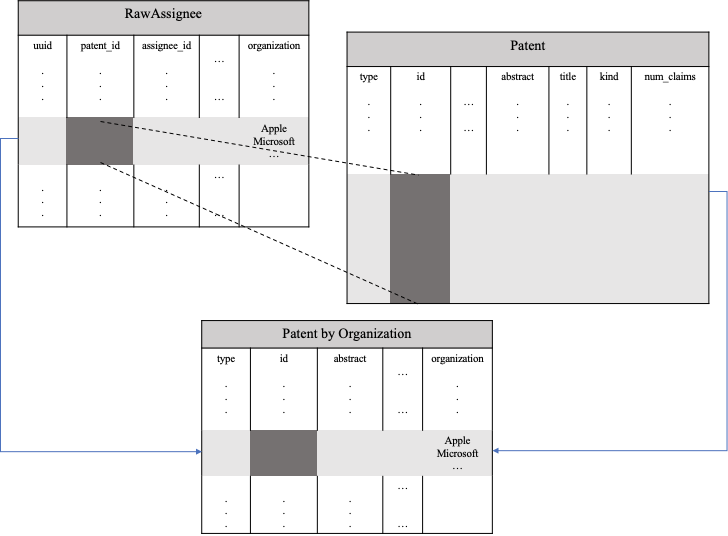 RawAssignee
uuid patent_id assignee_id ... organization
. . . .
. . . ... .
Apple
Microsoft
...
...
. . .
. . .
. . ... .
Patent
type id ... abstract title kind num_claims
. . . . . .
. . . . . .
. . ... . . . .
Patent by Organization
type id abstract ... organization
. . . .
. . . .
. . . ... .
Apple
Microsoft
...
...
. . .
. . .
. . . ...